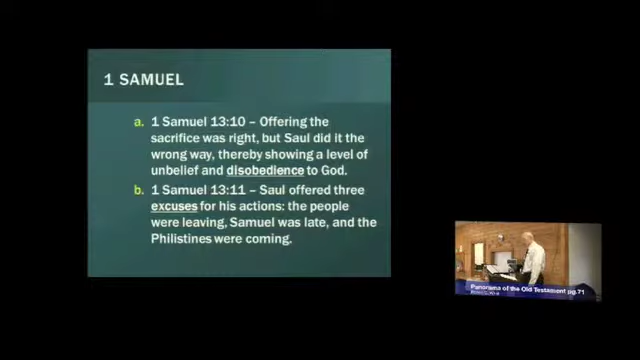 1 SAMUEL
a. 1 Samuel 13:10 – Offering the
sacrifice was right, but Saul did it the
wrong way, thereby showing a level of
unbelief and disobedience to God.
b. 1 Samuel 13:11 – Saul offered three
excuses for his actions: the people
were leaving, Samuel was late, and the
Philistines were coming.
Panorama of the Old Testament pg.71